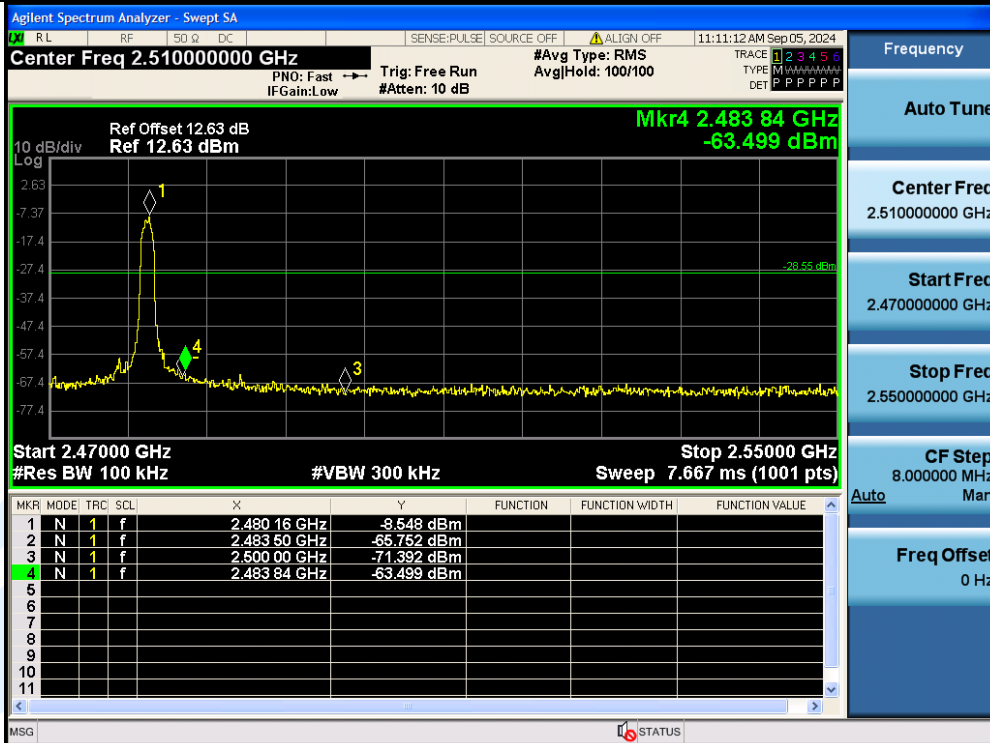 Agilent Spectrum Analyzer - Swept SA
LXI RL RF 50 Ω DC SENSE:PULSE SOURCE OFF ALIGN OFF 11:11:12 AM Sep 05, 2024
Center Freq 2.510000000 GHz
PNO: Fast
IFGain:Low
Trig: Free Run
#Atten: 10 dB
#Avg Type: RMS
Avg|Hold: 100/100
TRACE 1 2 3 4 5 6
TYPE M W W W W W
DET P P P P P P
Mkr4 2.483 84 GHz
-63.499 dBm
Ref Offset 12.63 dB
10 dB/div Ref 12.63 dBm
Log
2.63
-7.37
-17.4
-27.4
-37.4
-47.4
-57.4
-67.4
-77.4
1
4
3
-28.55 dBm
Start 2.47000 GHz Stop 2.55000 GHz
#Res BW 100 kHz #VBW 300 kHz Sweep 7.667 ms (1001 pts)
MKR MODE TRC SCL X Y FUNCTION FUNCTION WIDTH FUNCTION VALUE
1 N 1 f 2.480 16 GHz -8.548 dBm
2 N 1 f 2.483 50 GHz -65.752 dBm
3 N 1 f 2.500 00 GHz -71.392 dBm
4 N 1 f 2.483 84 GHz -63.499 dBm
5
6
7
8
9
10
11
MSG STATUS
Frequency
Auto Tune
Center Freq
2.510000000 GHz
Start Freq
2.470000000 GHz
Stop Freq
2.550000000 GHz
CF Step
8.000000 MHz
Auto Man
Freq Offset
0 Hz